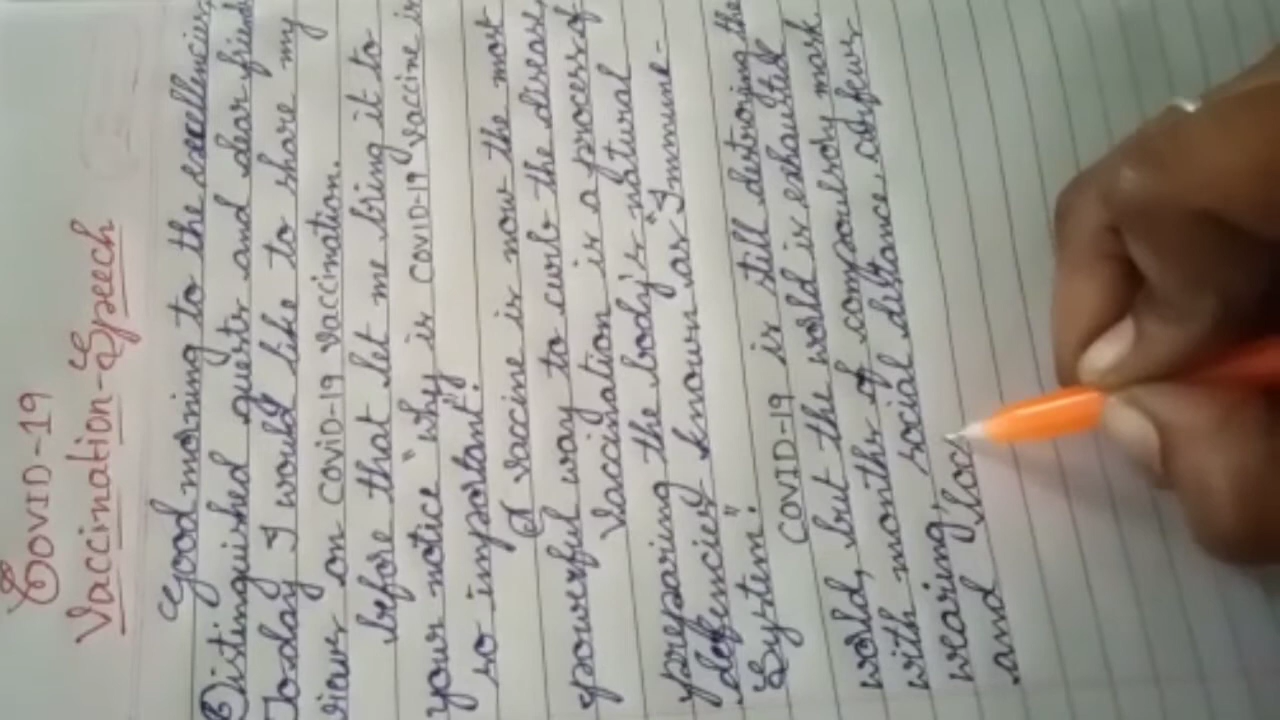 COVID-19
Vaccination-Speech
Good morning to the excellencies,
Distinguished guests and dear friends
Today I would like to share my
views on COVID-19 vaccination.
before that let me bring it to
your notice "why is COVID-19 vaccine is
so important".
A vaccine is now the most
powerful way to curb the disease,
Vaccination is a process of
preparing the body's natural
defencies known as "Immune-
System".
COVID-19 is still destroying the
world, but the world is exhausted
with months of compoulsory mask
wearing, social distance, curfews
and loc